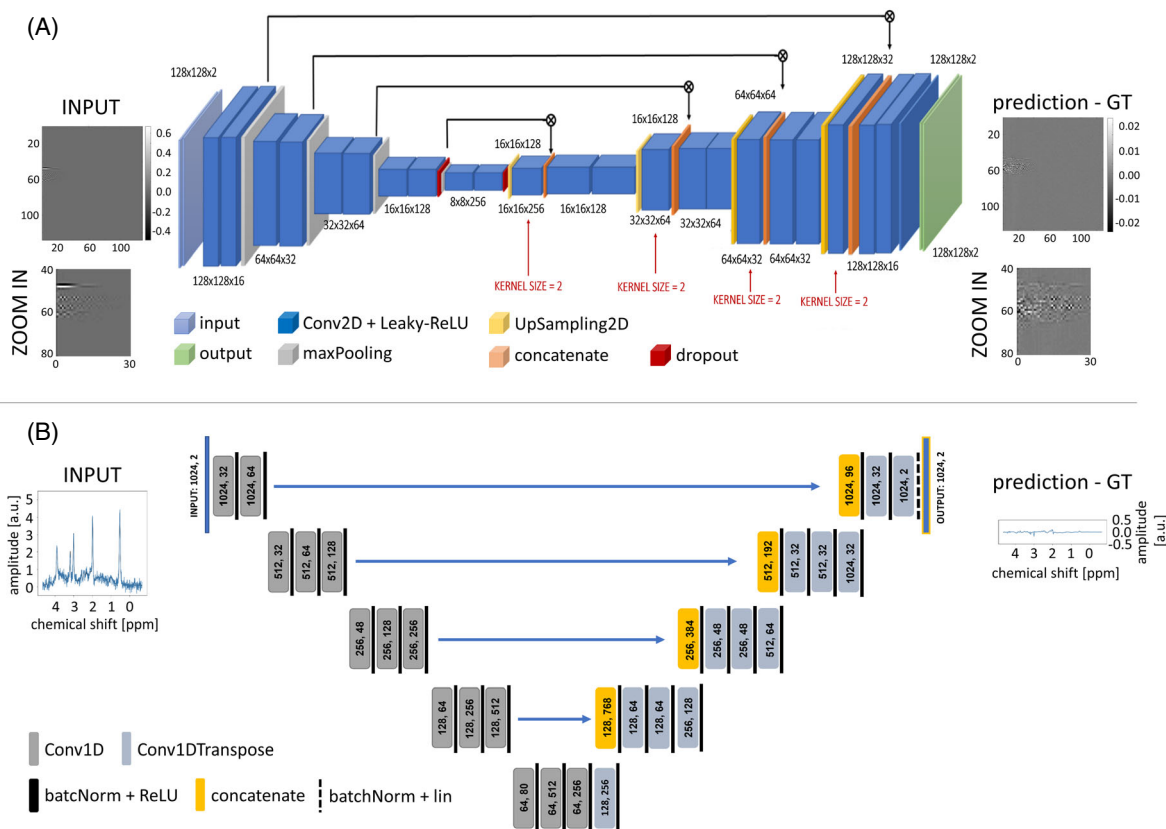 (A)
INPUT
20
60
100
20 60 100
0.6
0.4
0.2
0.0
-0.2
-0.4
ZOOM IN
40
60
80
0 30
128x128x2
128x128x16
64x64x32
32x32x64
16x16x128
8x8x256
16x16x128
16x16x256
16x16x128
16x16x128
32x32x64
32x32x64
64x64x64
64x64x32
64x64x32
128x128x32
128x128x16
128x128x2
128x128x2
KERNEL SIZE = 2
KERNEL SIZE = 2
KERNEL SIZE = 2
KERNEL SIZE = 2
input
Conv2D + Leaky-ReLU
UpSampling2D
output
maxPooling
concatenate
dropout
prediction - GT
20
60
100
20 60 100
0.02
0.01
0.00
-0.01
-0.02
ZOOM IN
40
60
80
0 30
(B)
INPUT
amplitude [a.u.]
5
4
3
2
1
0
4 3 2 1 0
chemical shift [ppm]
INPUT: 1024, 2
1024, 32
1024, 64
1024, 96
1024, 32
1024, 2
OUTPUT: 1024, 2
512, 32
512, 64
512, 128
512, 192
512, 32
512, 32
1024, 32
256, 48
256, 128
256, 256
256, 384
256, 48
256, 48
512, 64
128, 64
128, 256
128, 512
128, 768
128, 64
128, 64
256, 128
64, 80
64, 512
64, 256
128, 256
prediction - GT
0.5
0.0
-0.5
amplitude
[a.u.]
4 3 2 1 0
chemical shift [ppm]
Conv1D
Conv1DTranspose
batcNorm + ReLU
concatenate
batchNorm + lin